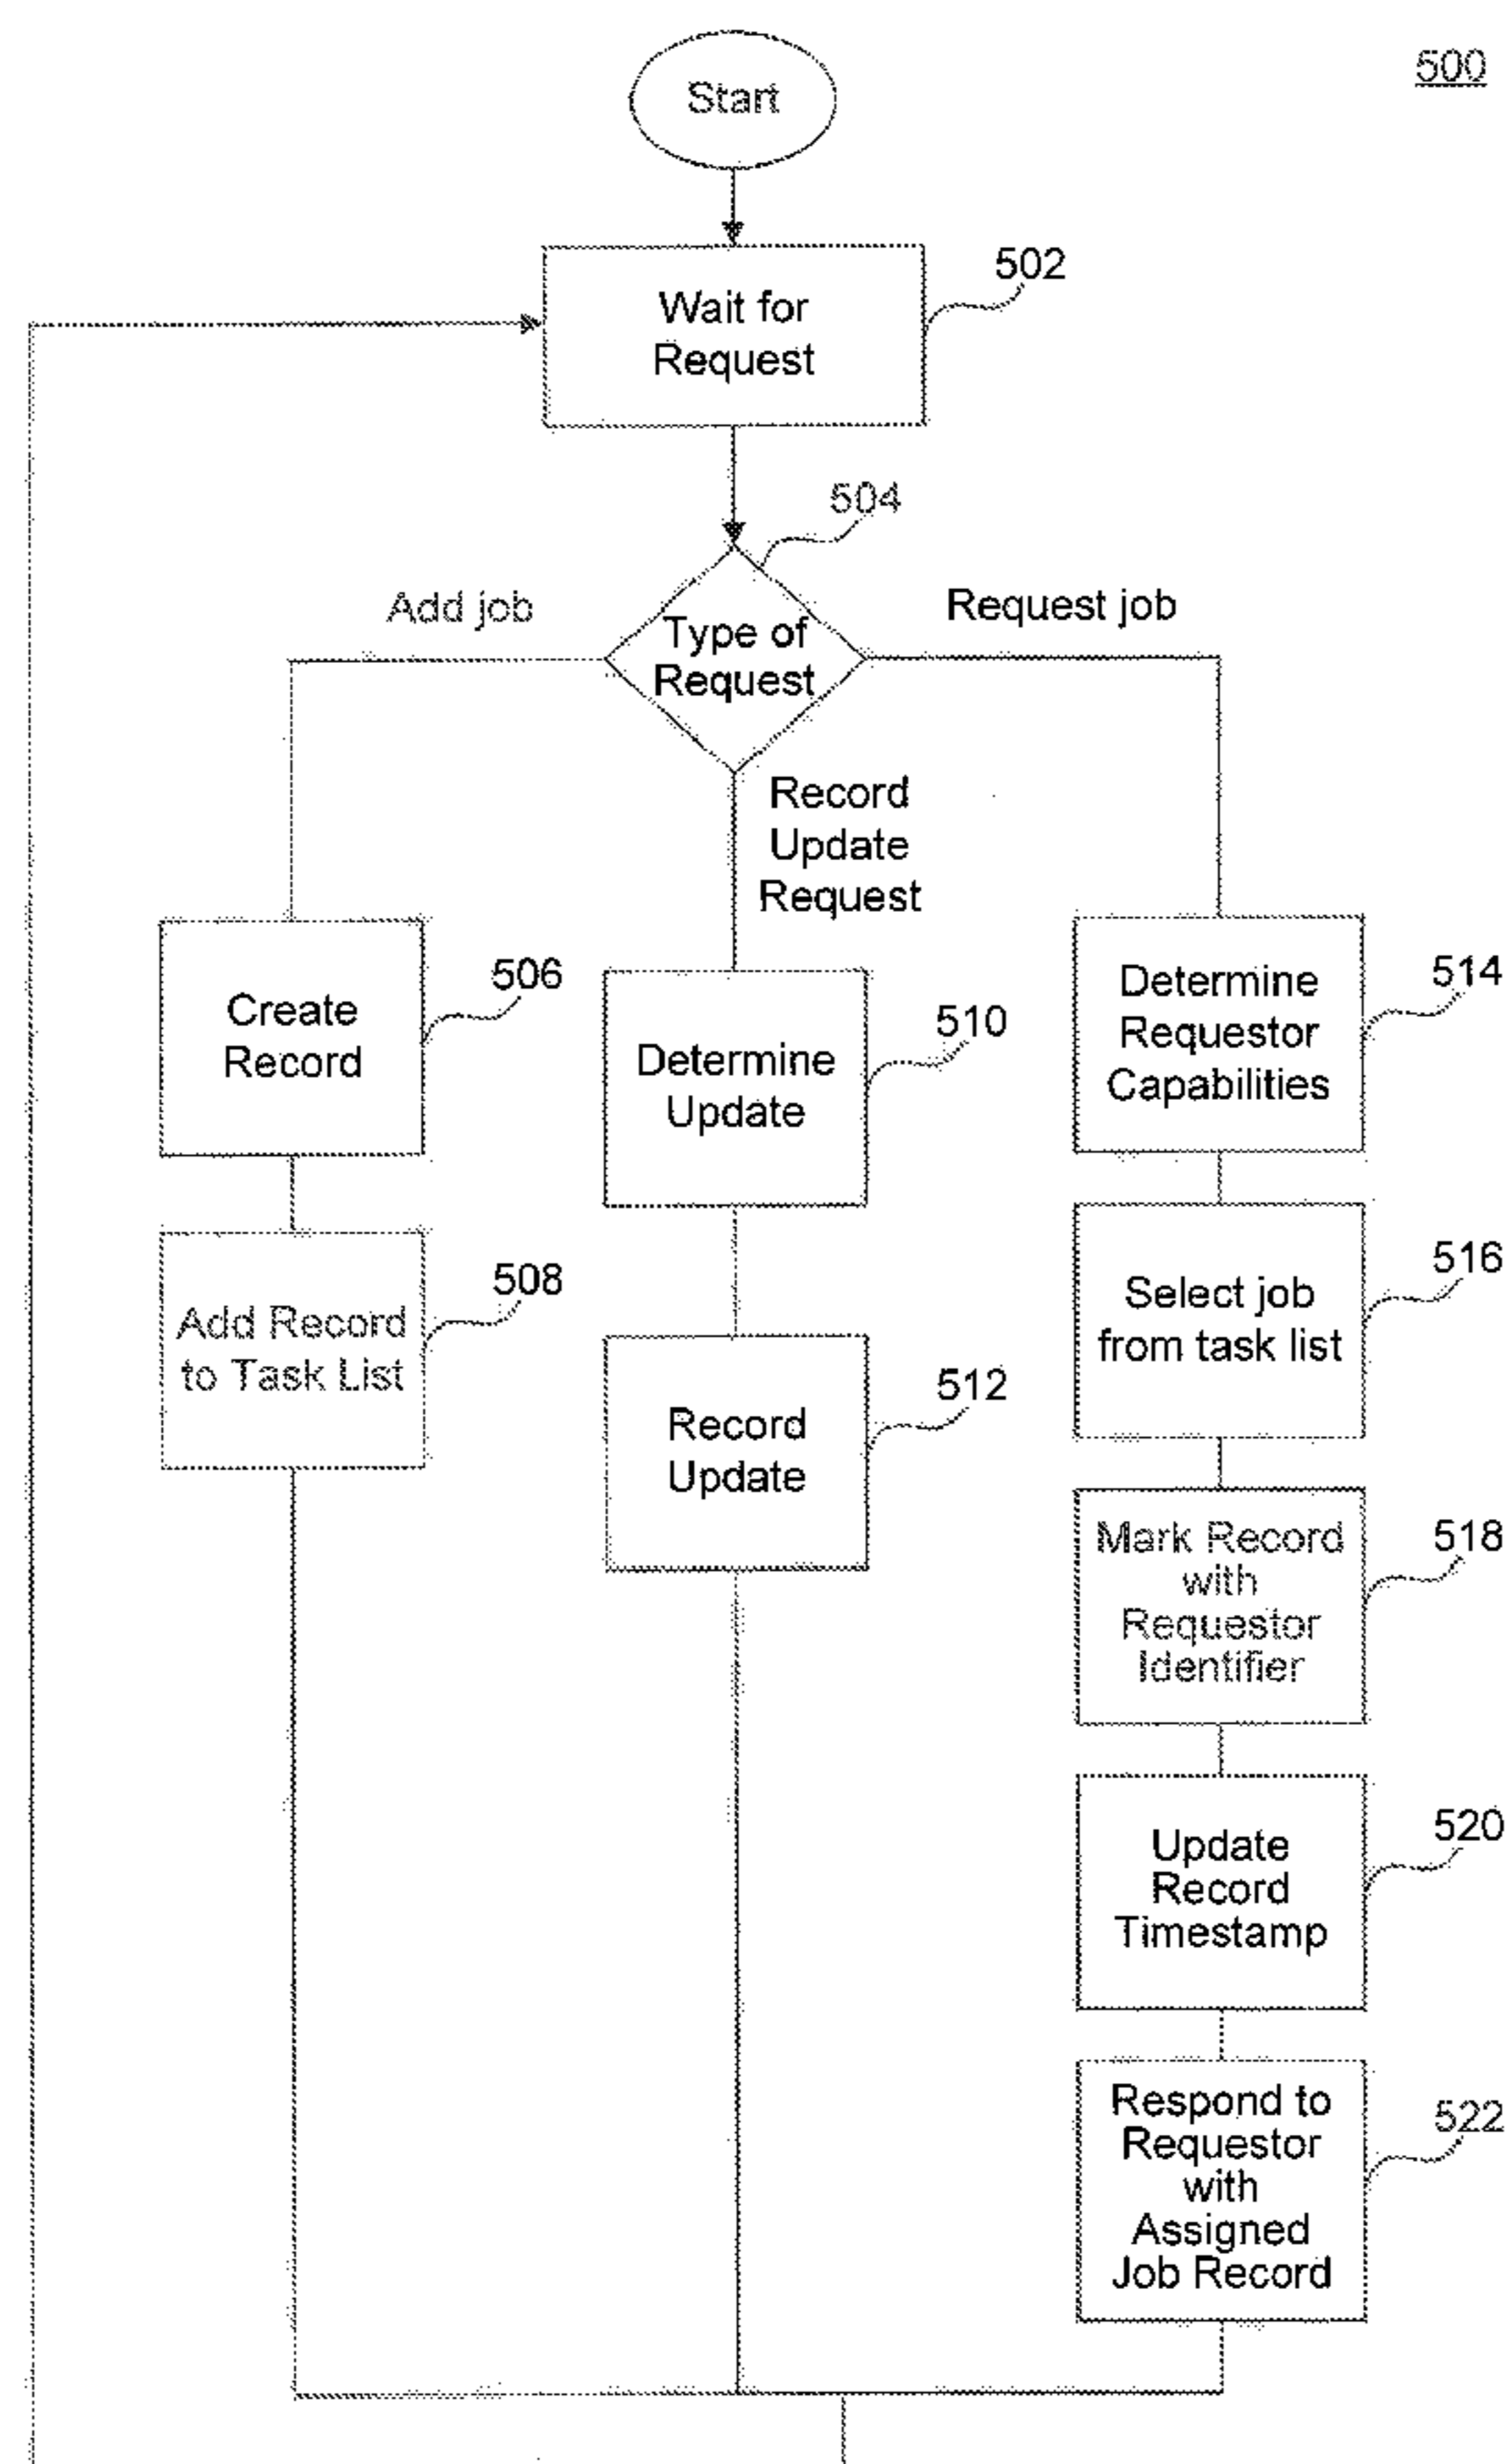 500
Start
Wait for
Request
502
504
Type of
Request
Add job
Request job
Record
Update
Request
Create
Record
506
Add Record
to Task List
508
Determine
Update
510
Record
Update
512
Determine
Requestor
Capabilities
514
Select job
from task list
516
Mark Record
with
Requestor
Identifier
518
Update
Record
Timestamp
520
Respond to
Requestor
with
Assigned
Job Record
522